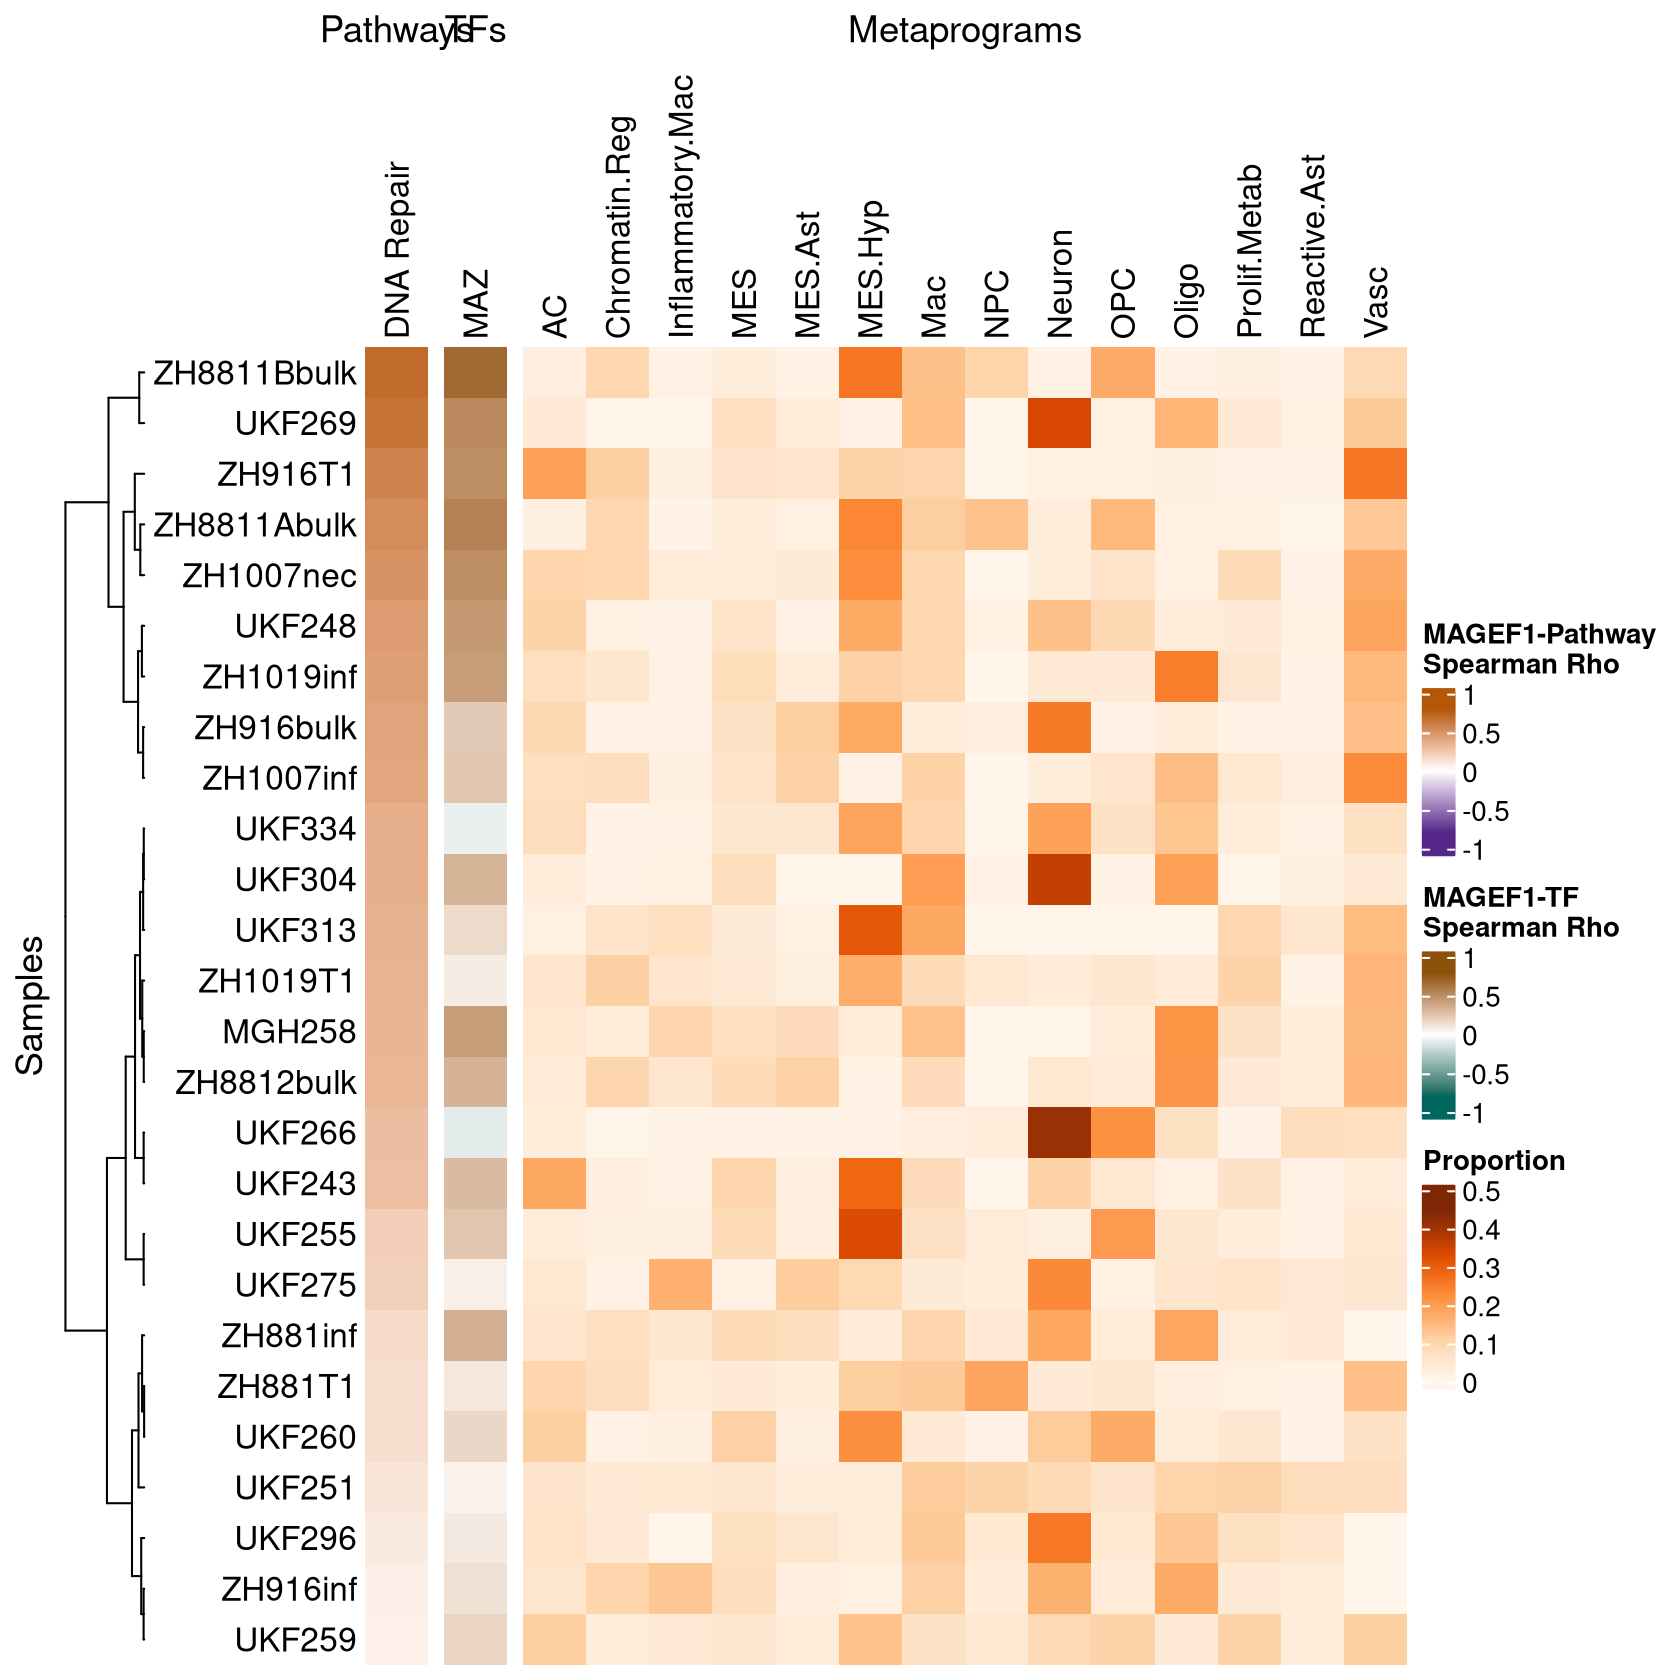 Pathways TFs Metaprograms
DNA Repair
MAZ
AC
Chromatin.Reg
Inflammatory.Mac
MES
MES.Ast
MES.Hyp
Mac
NPC
Neuron
OPC
Oligo
Prolif.Metab
Reactive.Ast
Vasc
Samples
ZH8811Bbulk
UKF269
ZH916T1
ZH8811Abulk
ZH1007nec
UKF248
ZH1019inf
ZH916bulk
ZH1007inf
UKF334
UKF304
UKF313
ZH1019T1
MGH258
ZH8812bulk
UKF266
UKF243
UKF255
UKF275
ZH881inf
ZH881T1
UKF260
UKF251
UKF296
ZH916inf
UKF259
MAGEF1-Pathway
Spearman Rho
1
0.5
0
-0.5
-1
MAGEF1-TF
Spearman Rho
1
0.5
0
-0.5
-1
Proportion
0.5
0.4
0.3
0.2
0.1
0